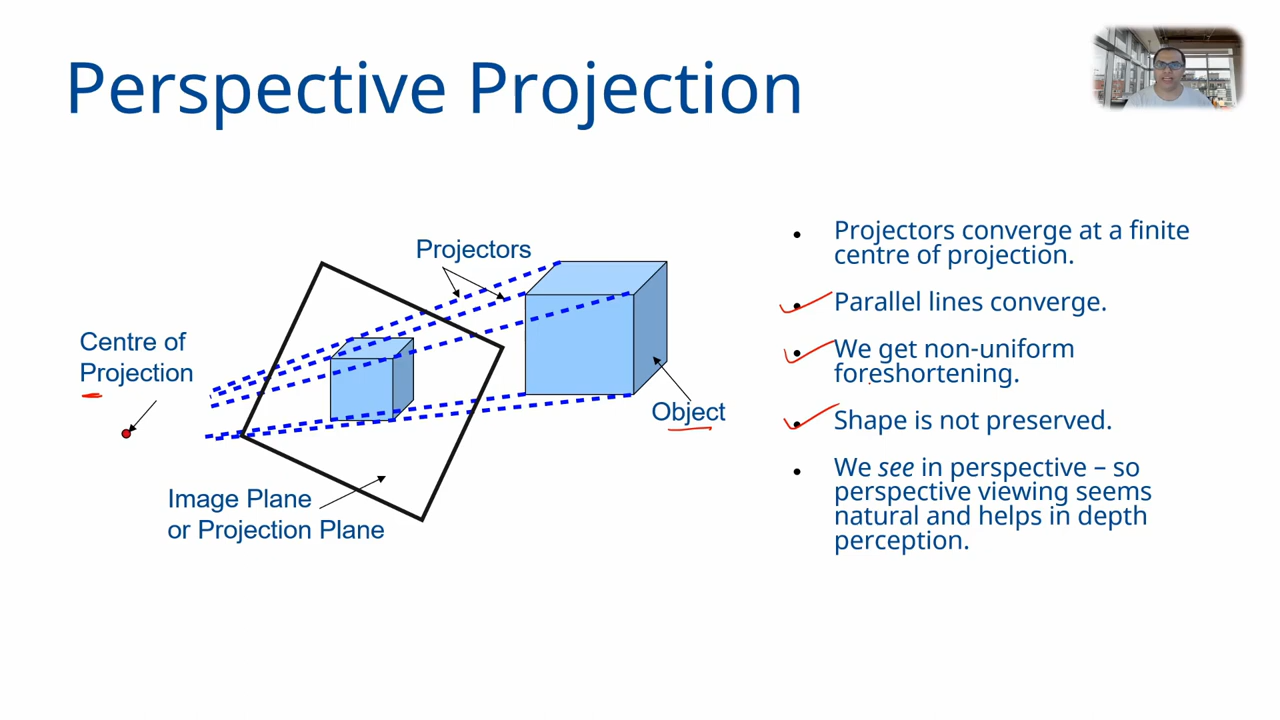 Perspective Projection
Projectors
Centre of
Projection
Object
Image Plane
or Projection Plane
Projectors converge at a finite
centre of projection.
Parallel lines converge.
We get non-uniform
foreshortening.
Shape is not preserved.
We see in perspective – so
perspective viewing seems
natural and helps in depth
perception.